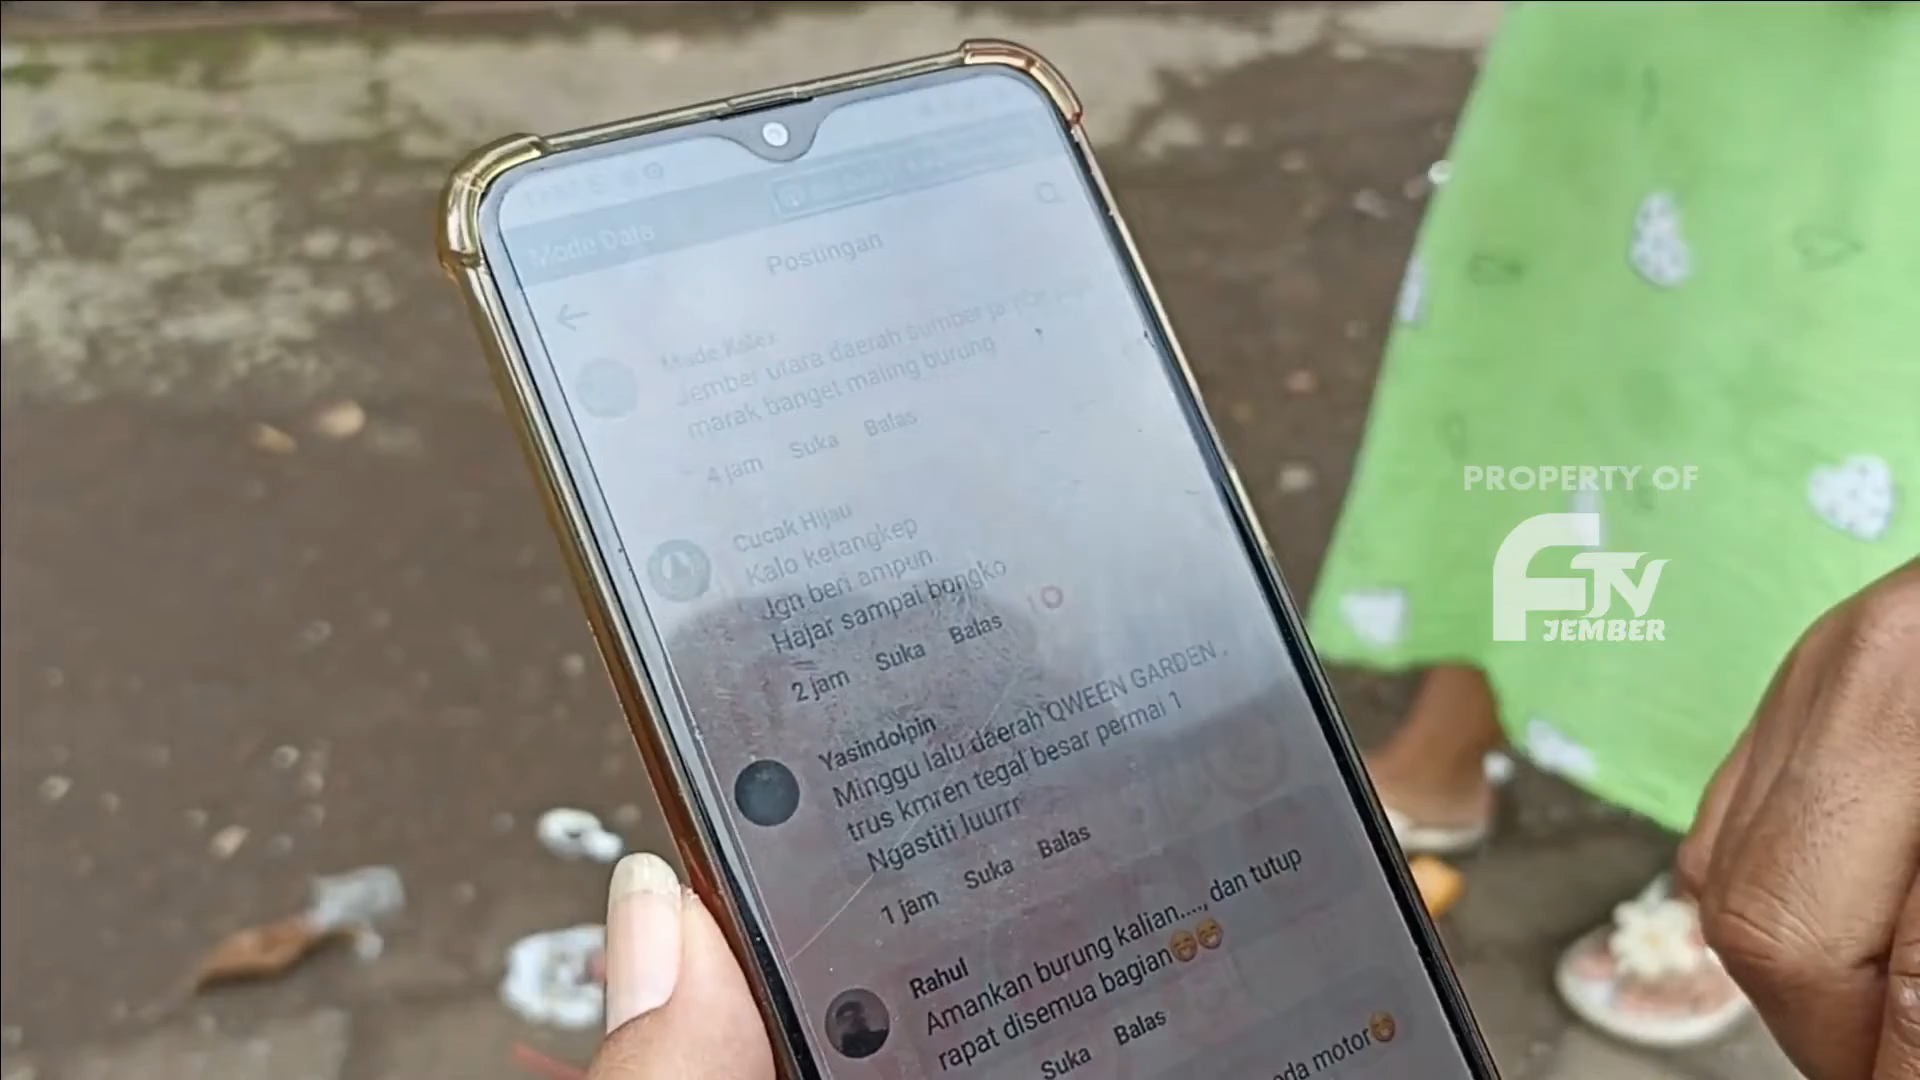 Mode Data
Postingan
Made Kalex
Jember utara daerah sumber
marak banget maling burung
4 jam Suka Balas
Cucak Hijau
Kalo ketangkep
Jgn beri ampun.
Hajar sampai bongko
2 jam Suka Balas 1
Yasindolpin
Minggu lalu daerah QWEEN GARDEN .
trus kmren tegal besar permai 1
Ngastiti luurrr
1 jam Suka Balas
Rahul
Amankan burung kalian...., dan tutup
rapat disemua bagian😁😁
Suka Balas
motor😁
PROPERTY OF
FTV
JEMBER